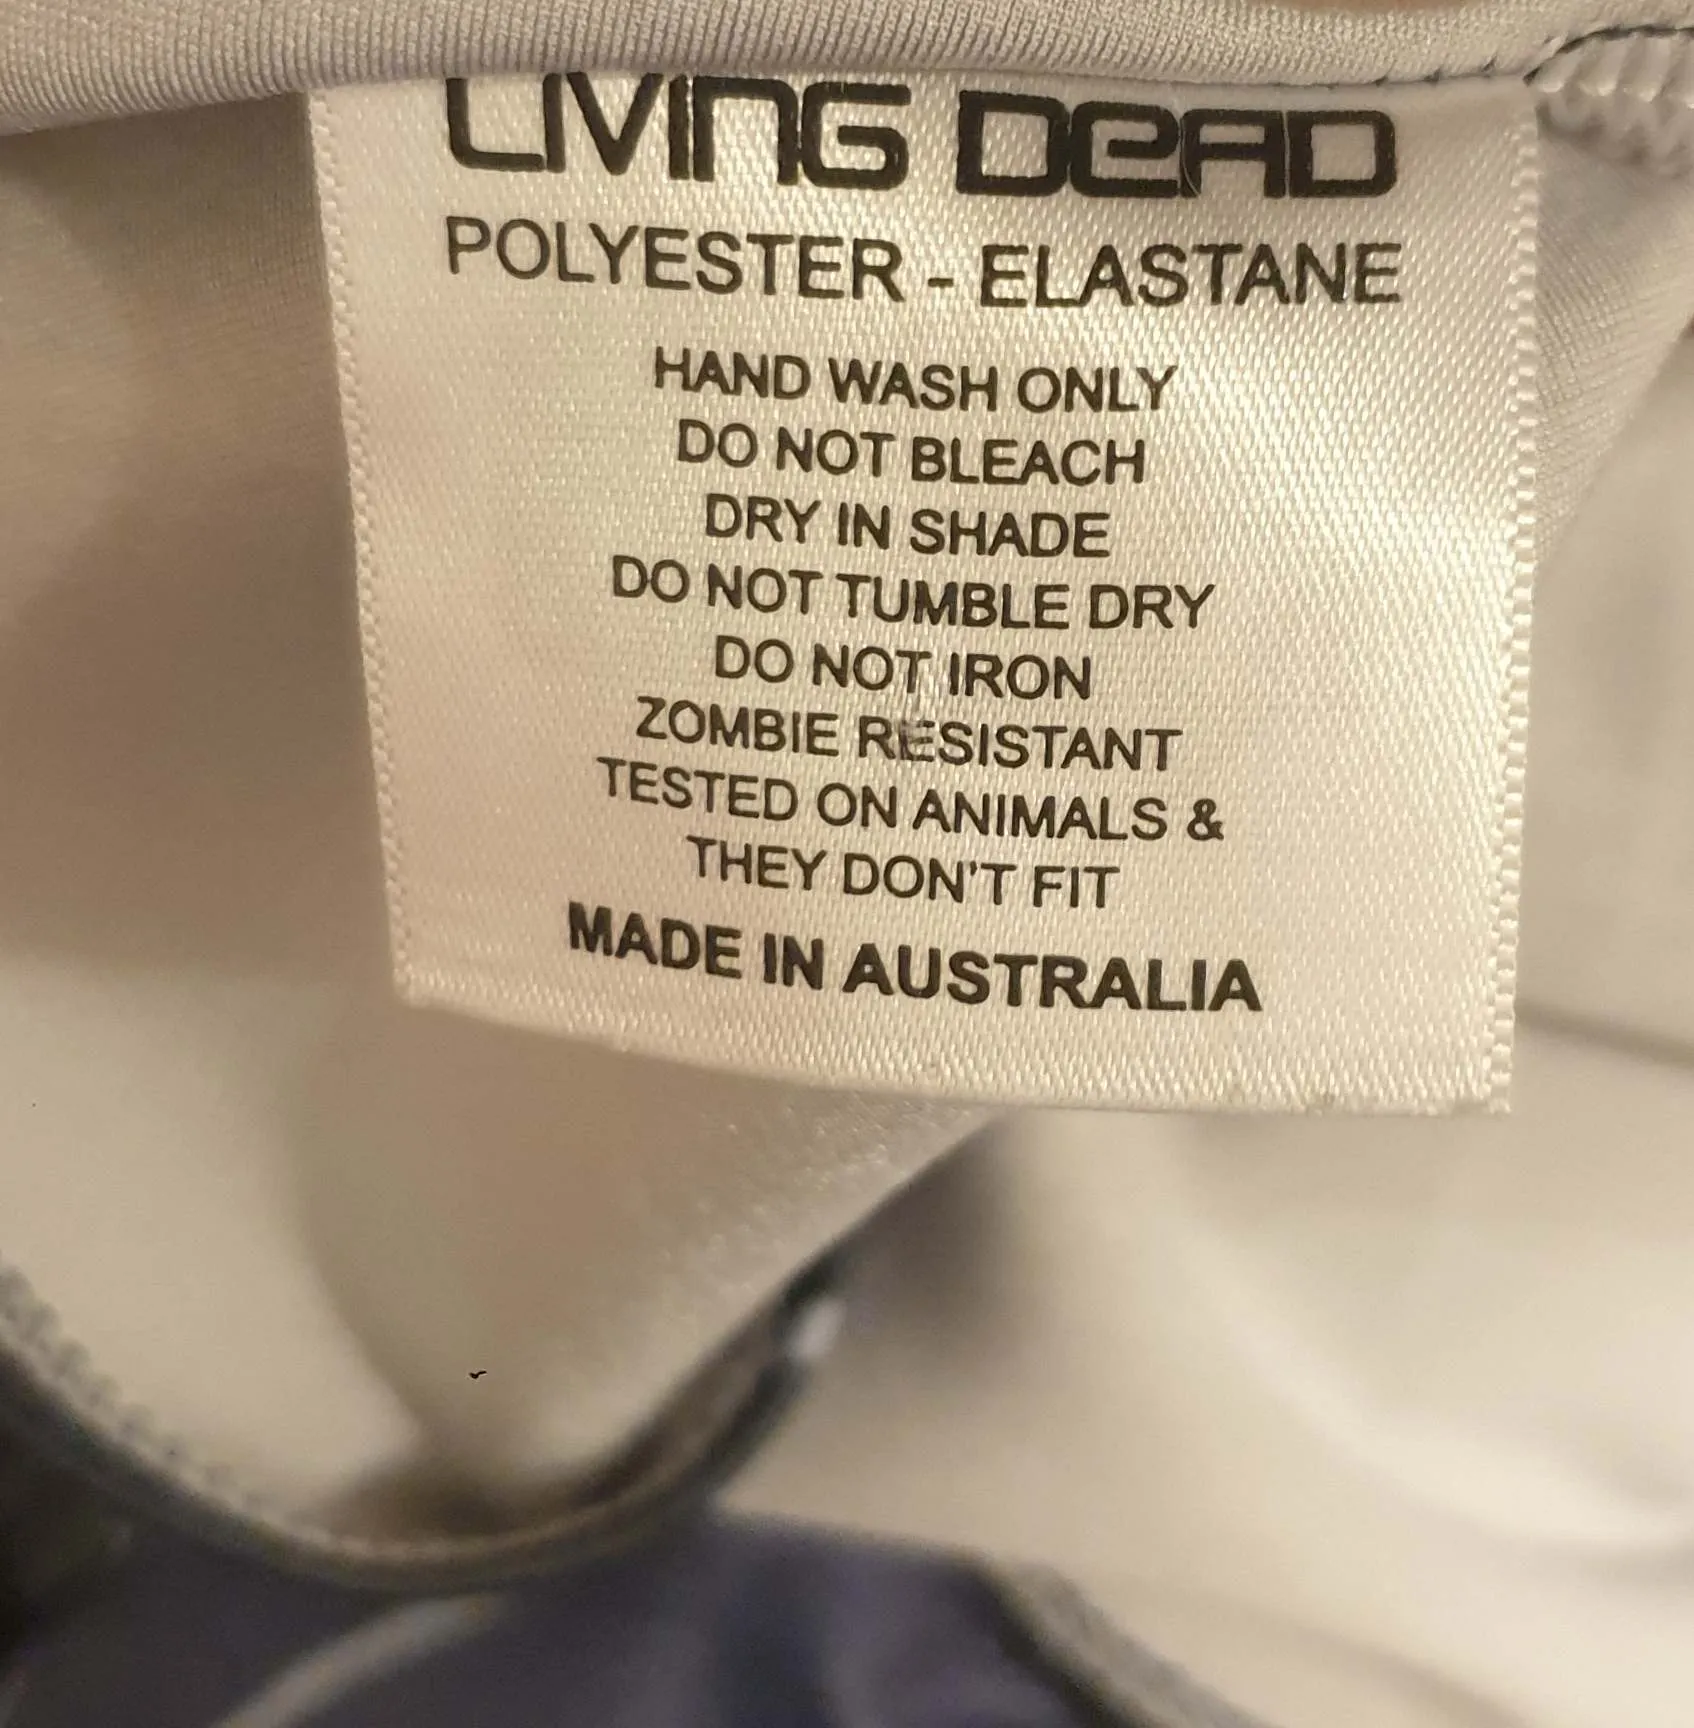 LIVING DEAD
POLYESTER - ELASTANE
HAND WASH ONLY
DO NOT BLEACH
DRY IN SHADE
DO NOT TUMBLE DRY
DO NOT IRON
ZOMBIE RESISTANT
TESTED ON ANIMALS &
THEY DON'T FIT
MADE IN AUSTRALIA